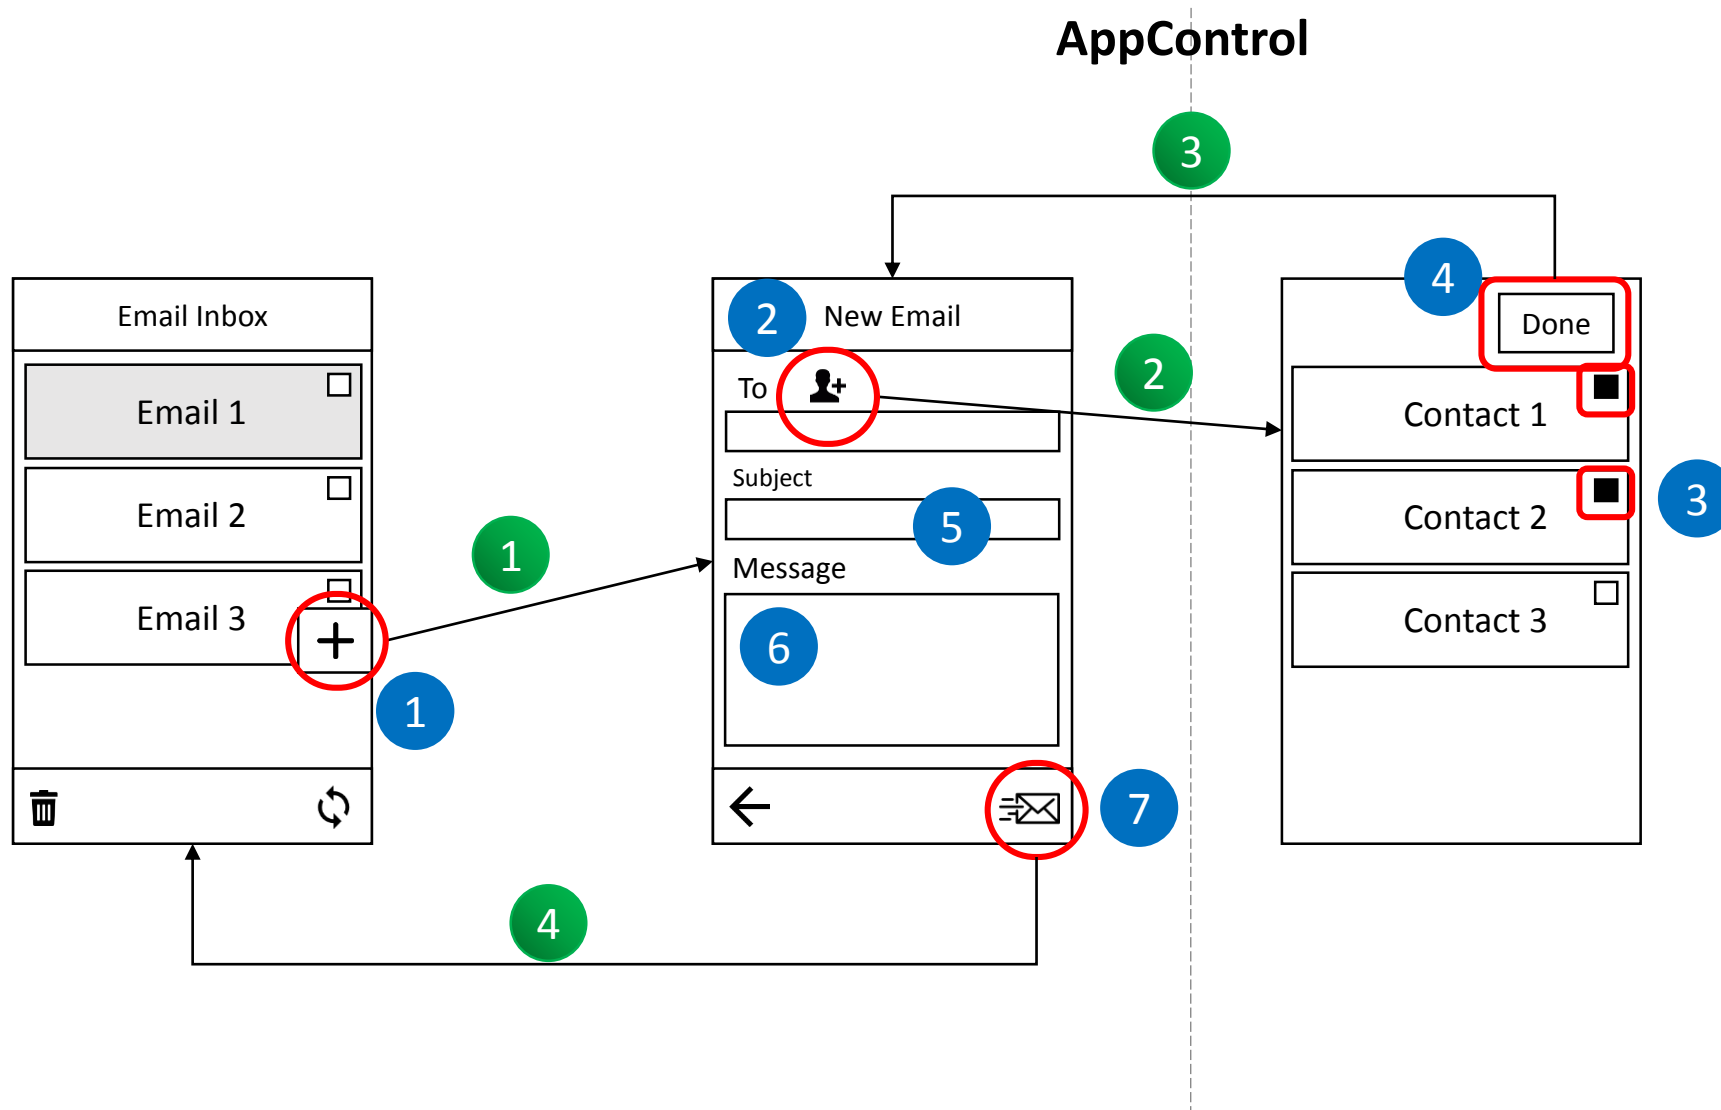 AppControl
3
4
Email Inbox
2
New Email
Done
To
2
Email 1
Contact 1
Subject
Email 2
5
Contact 2
3
1
Message
Email 3
6
Contact 3
1
7
4